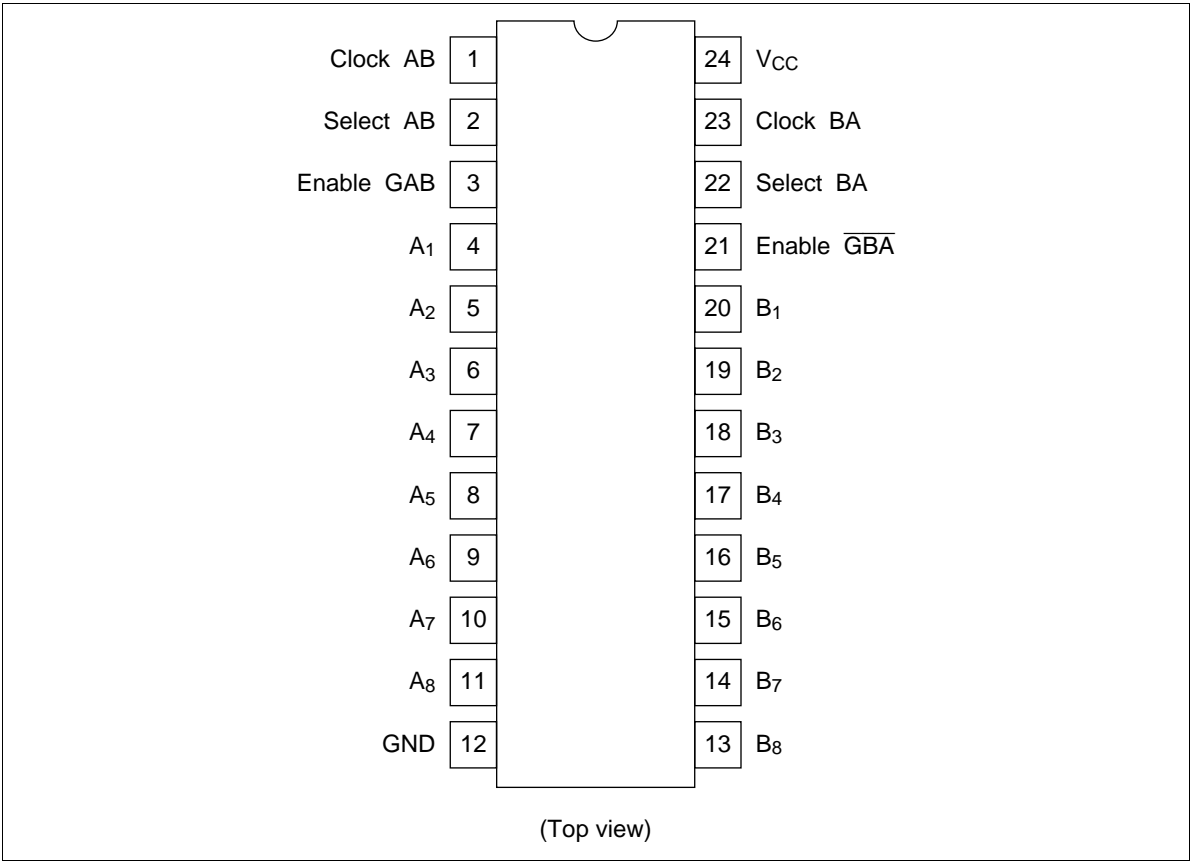 Clock AB 1 24 V_CC
Select AB 2 23 Clock BA
Enable GAB 3 22 Select BA
A₁ 4 21 Enable G̅B̅A̅
A₂ 5 20 B₁
A₃ 6 19 B₂
A₄ 7 18 B₃
A₅ 8 17 B₄
A₆ 9 16 B₅
A₇ 10 15 B₆
A₈ 11 14 B₇
GND 12 13 B₈
(Top view)